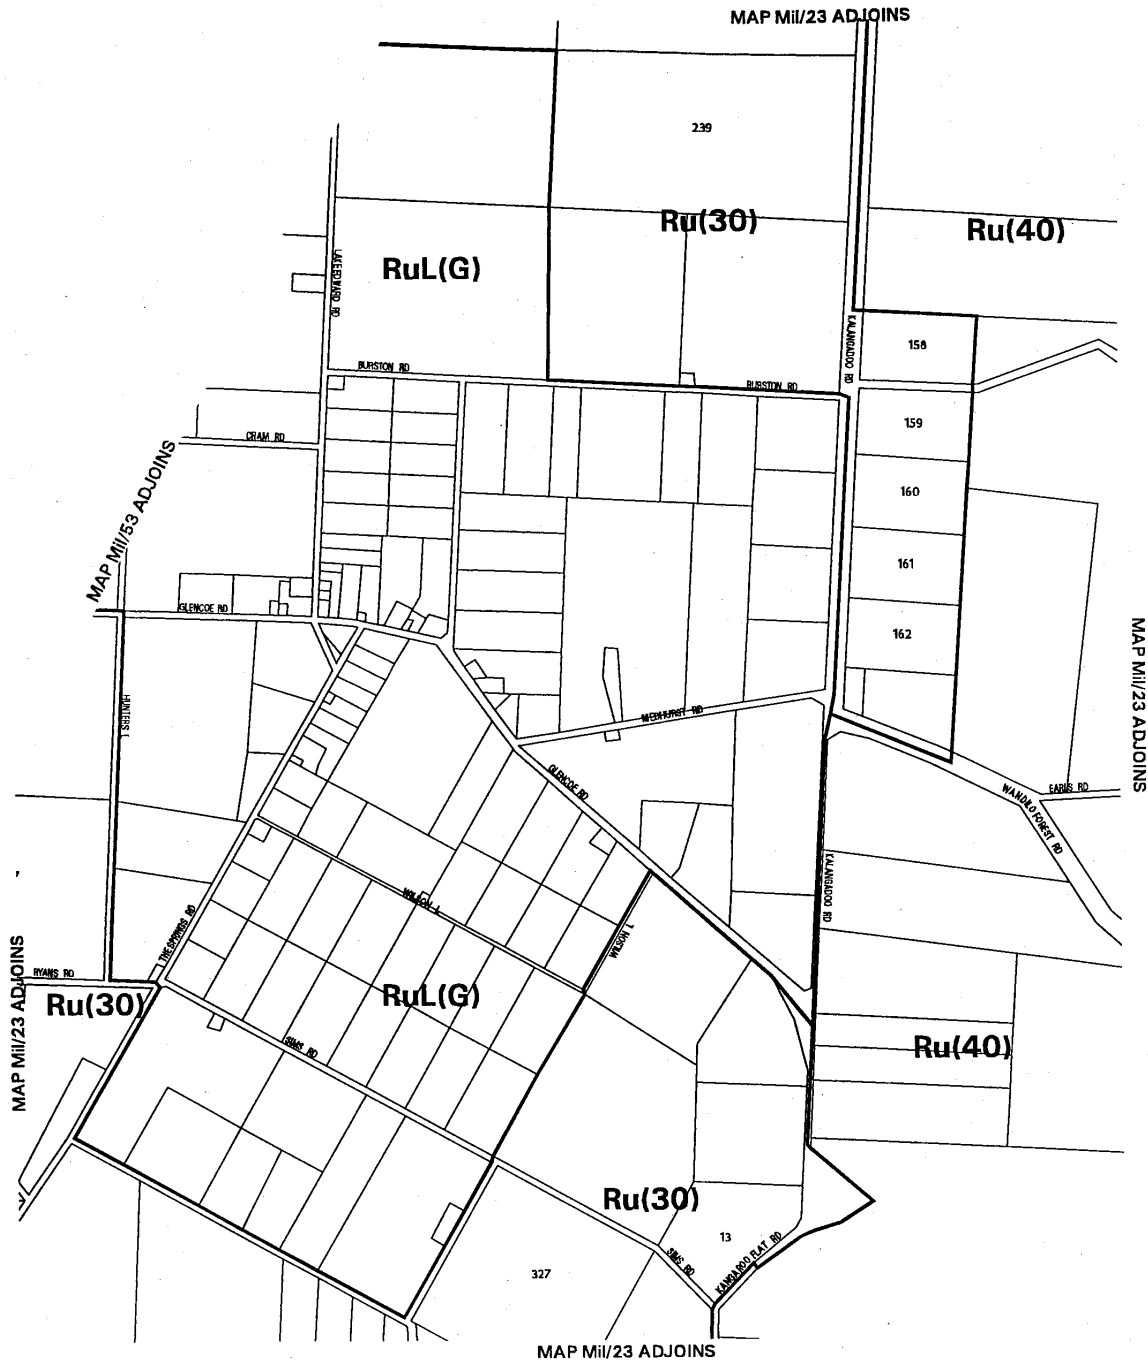 MAP Mil/23 ADJOINS
239
Ru(30)
Ru(40)
RuL(G)
LAKE EDWARD RD
KALANGADOO RD
158
BURSTON RD
BURSTON RD
159
CRAM RD
MAP Mil/53 ADJOINS
160
161
GLENCOE RD
162
MAP Mil/23 ADJOINS
HUNTERS L
MEDHURST RD
GLENCOE RD
EARLS RD
WANDILO FOREST RD
KALANGADOO RD
WILSON L
THE SPRINGS RD
WILSON L
MAP Mil/23 ADJOINS
RYANS RD
Ru(30)
RuL(G)
SIMS RD
Ru(40)
Ru(30)
13
SIMS RD
KANGAROO FLAT RD
327
MAP Mil/23 ADJOINS